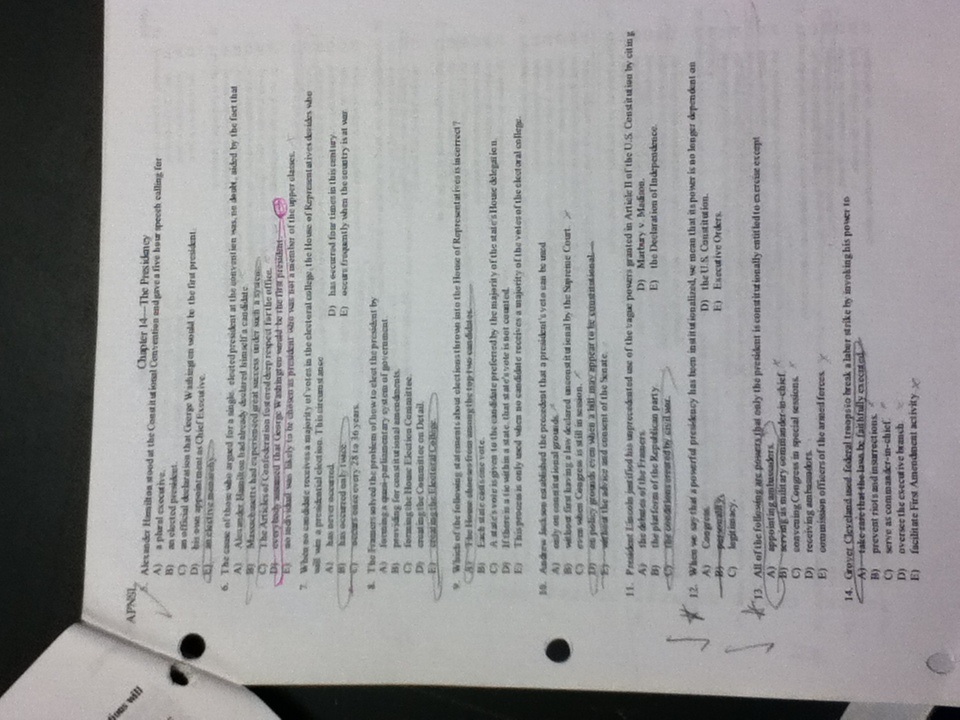 ions will
APNSL
Chapter 14—The Presidency
5. Alexander Hamilton stood at the Constitutional Convention and gave a five hour speech calling for
A) a plural executive.
B) an elected president.
C) an official declaration that George Washington would be the first president.
D) his own appointment as Chief Executive.
E) an elective monarchy.
6. The cause of those who argued for a single, elected president at the convention was, no doubt, aided by the fact that
A) Alexander Hamilton had already declared himself a candidate.
B) Massachusetts had experienced great success under such a system.
C) The Articles of Confederation fostered deep respect for the office.
D) everybody assumed that George Washington would be the first president.
E) no individual was likely to be chosen as president who was not a member of the upper classes.
7. When no candidate receives a majority of votes in the electoral college, the House of Representatives decides who
will win a presidential election. This circumstance
A) has never occurred. D) has occurred four times in this century.
B) has occurred only twice. E) occurs frequently when the country is at war.
C) occurs once every 28 to 36 years.
8. The Framers solved the problem of how to elect the president by
A) forming a quasi-parliamentary system of government.
B) providing for constitutional amendments.
C) forming the House Election Committee.
D) creating the Committee on Detail.
E) creating the Electoral College.
9. Which of the following statements about elections thrown into the House of Representatives is incorrect?
A) The House chooses from among the top two candidates.
B) Each state casts one vote.
C) A state's vote is given to the candidate preferred by the majority of the state's House delegation.
D) If there is a tie within a state, that state's vote is not counted.
E) This process is only used when no candidate receives a majority of the votes of the electoral college.
10. Andrew Jackson established the precedent that a president's veto can be used
A) only on constitutional grounds.
B) without first having a law declared unconstitutional by the Supreme Court.
C) even when Congress is still in session.
D) on policy grounds even when a bill may appear to be constitutional.
E) without the advice and consent of the Senate.
11. President Lincoln justified his unprecedented use of the vague powers granted in Article II of the U.S. Constitution by citing
A) the debates of the Framers. D) Marbury v. Madison.
B) the platform of the Republican party. E) the Declaration of Independence.
C) the conditions created by civil war.
12. When we say that a powerful presidency has been institutionalized, we mean that its power is no longer dependent on
A) Congress. D) the U.S. Constitution.
B) personality. E) Executive Orders.
C) legitimacy.
13. All of the following are powers that only the president is constitutionally entitled to exercise except
A) appointing ambassadors.
B) serving as military commander-in-chief.
C) convening Congress in special sessions.
D) receiving ambassadors.
E) commission officers of the armed forces.
14. Grover Cleveland used federal troops to break a labor strike by invoking his power to
A) take care that the laws be faithfully executed.
B) prevent riots and insurrections.
C) serve as commander-in-chief.
D) oversee the executive branch.
E) facilitate First Amendment activity.